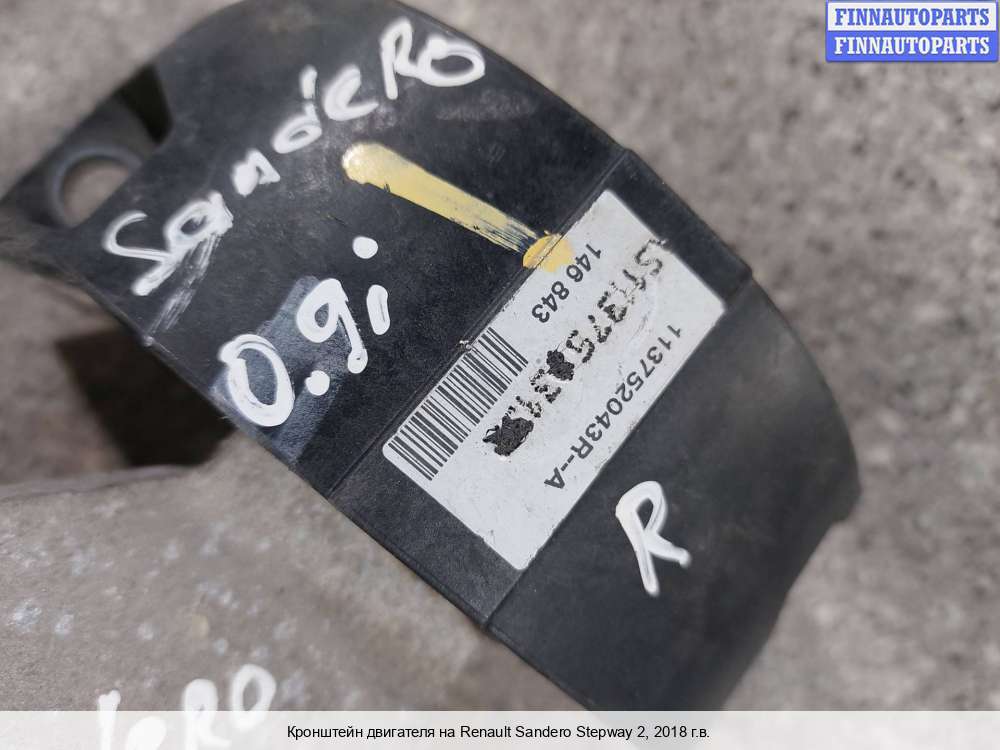 FINNAUTOPARTS
FINNAUTOPARTS
SandeRO
0.9i
146 843
113752043R--A
R
Кронштейн двигателя на Renault Sandero Stepway 2, 2018 г.в.